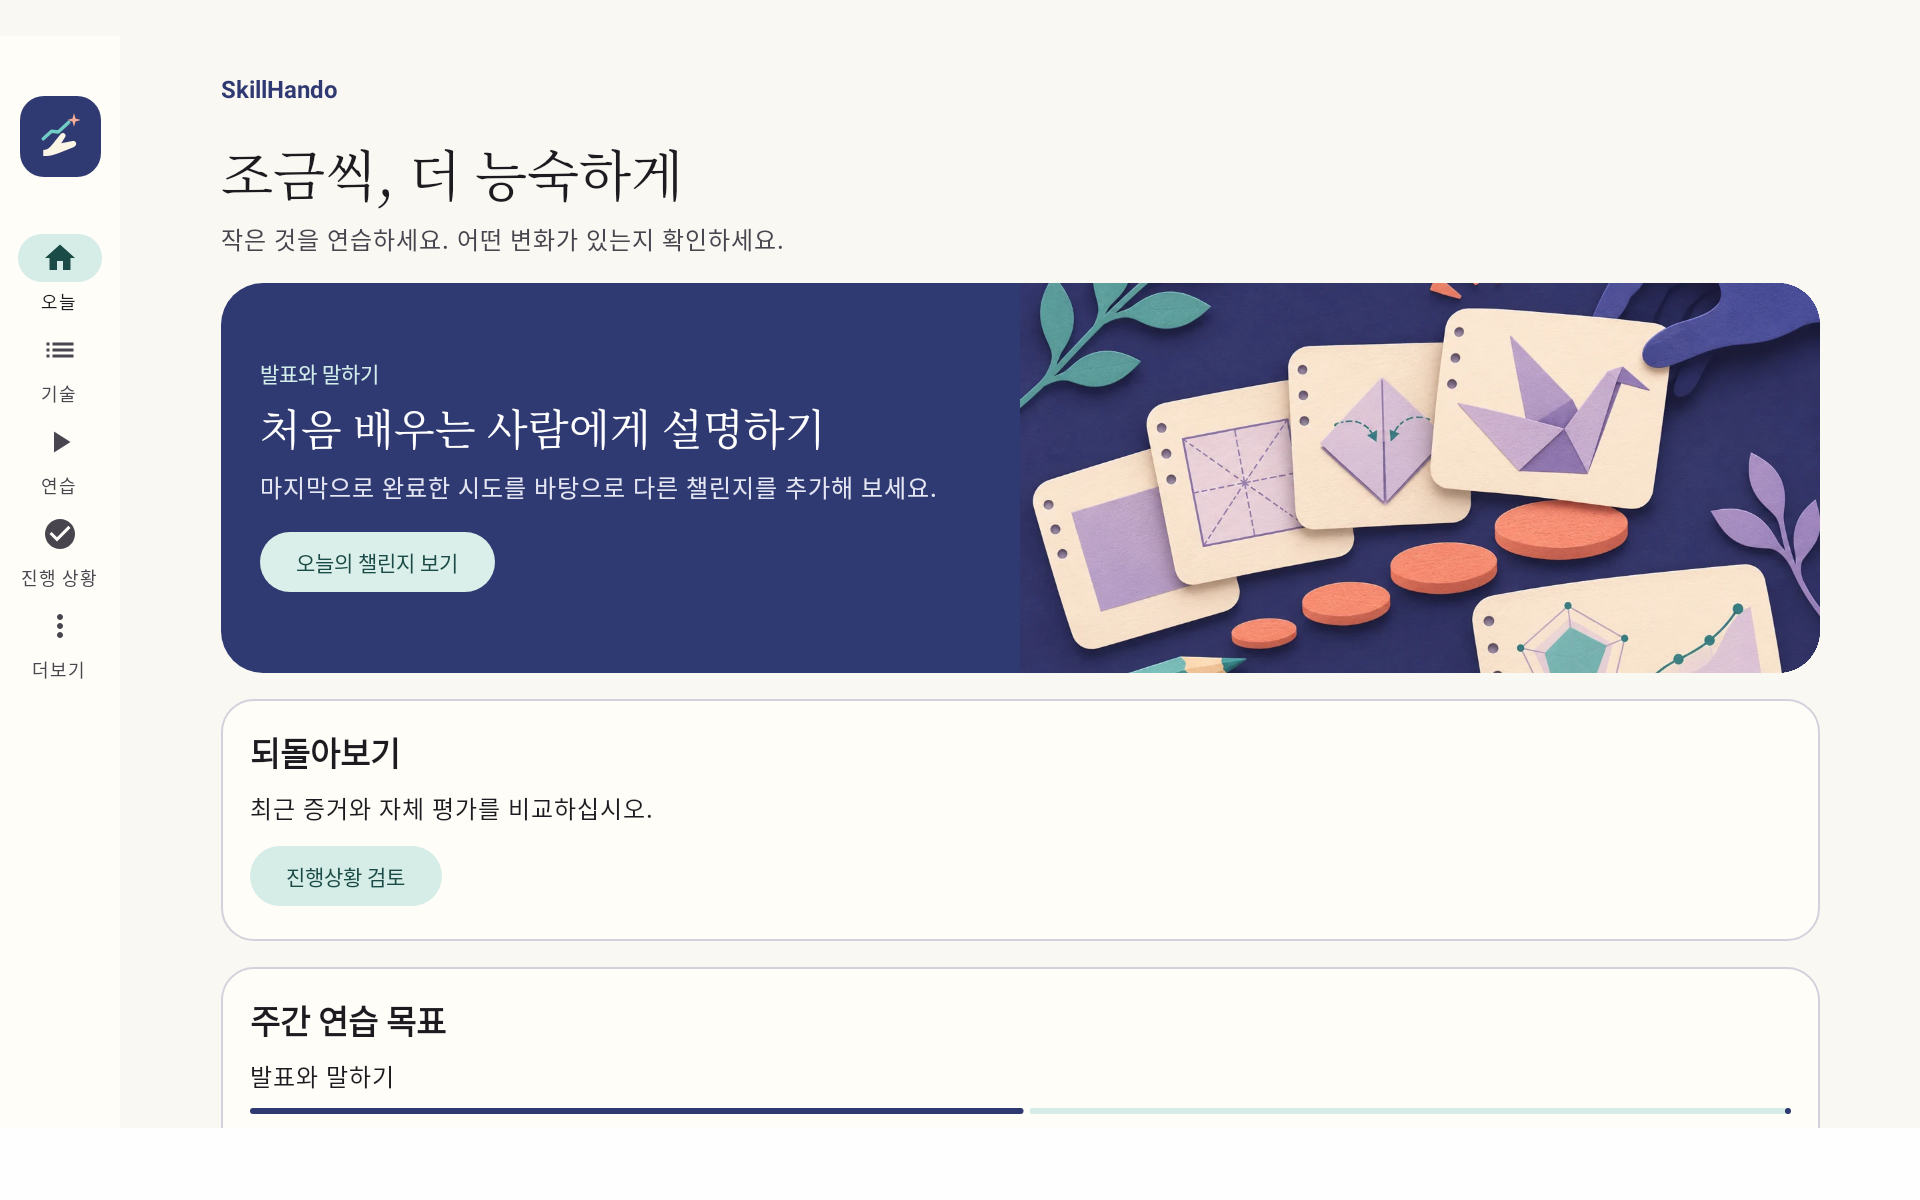 SkillHando
조금씩, 더 능숙하게
작은 것을 연습하세요. 어떤 변화가 있는지 확인하세요.
오늘
기술
연습
진행 상황
더보기
발표와 말하기
처음 배우는 사람에게 설명하기
마지막으로 완료한 시도를 바탕으로 다른 챌린지를 추가해 보세요.
오늘의 챌린지 보기
되돌아보기
최근 증거와 자체 평가를 비교하십시오.
진행상황 검토
주간 연습 목표
발표와 말하기